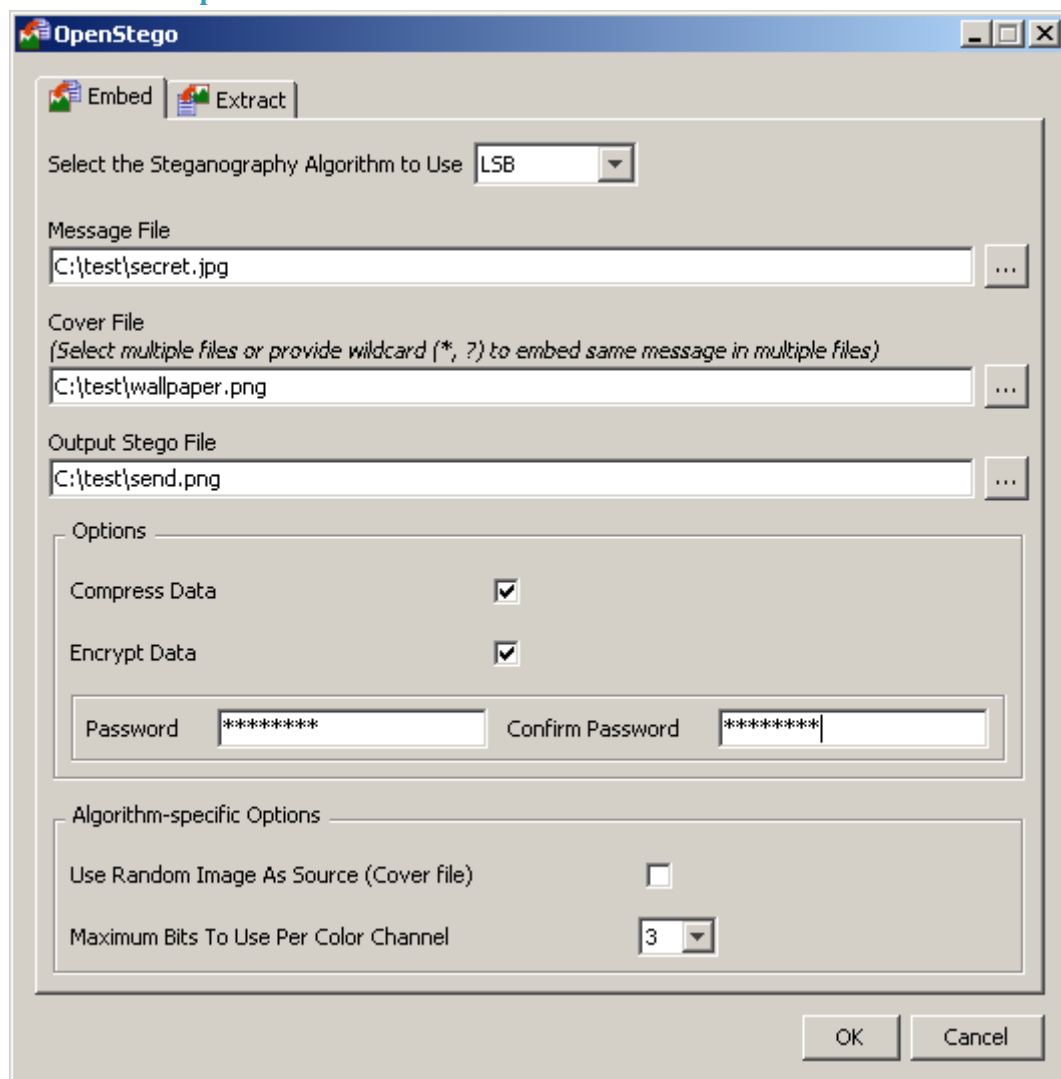 OpenStego
Embed Extract
Select the Steganography Algorithm to Use LSB
Message File
C:\test\secret.jpg ...
Cover File
(Select multiple files or provide wildcard (*, ?) to embed same message in multiple files)
C:\test\wallpaper.png ...
Output Stego File
C:\test\send.png ...
Options
Compress Data
Encrypt Data
Password ******** Confirm Password ********
Algorithm-specific Options
Use Random Image As Source (Cover file)
Maximum Bits To Use Per Color Channel 3
OK Cancel